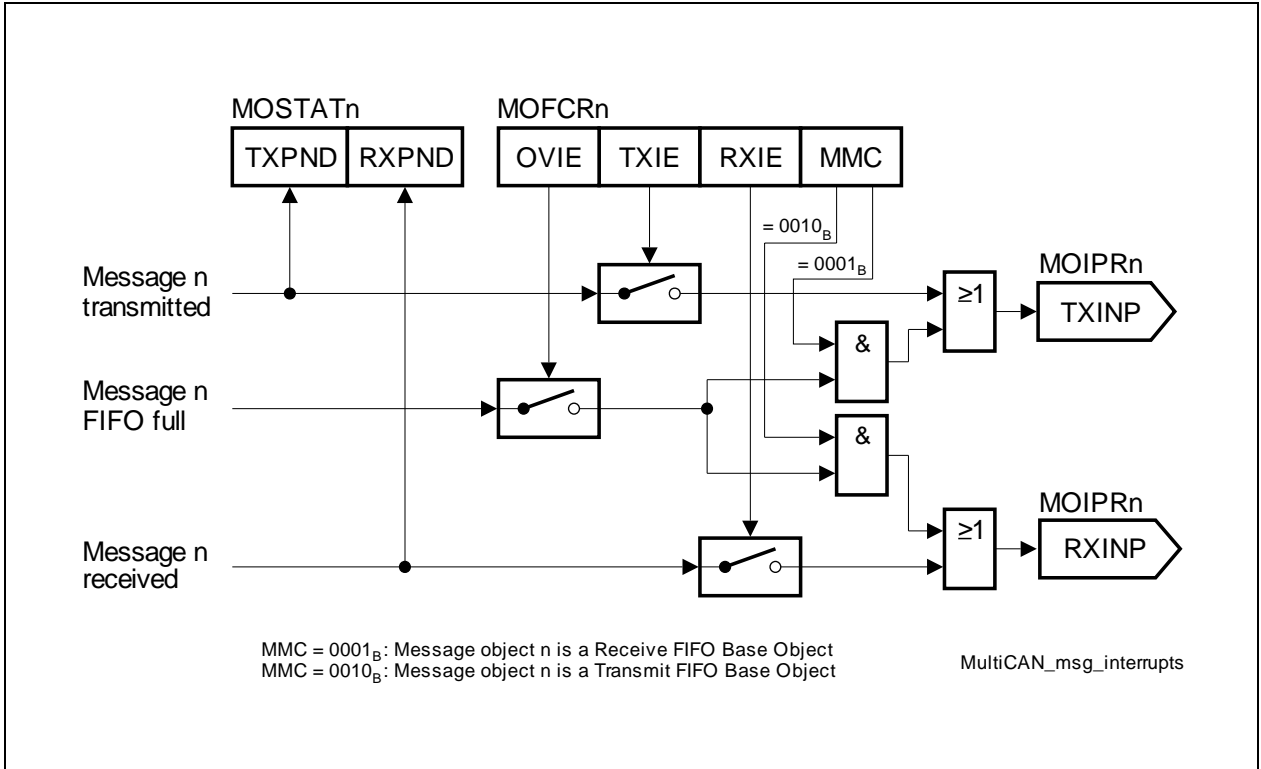 MOSTATn
MOFCRn
TXPND RXPND
OVIE TXIE RXIE MMC
= 0010B
= 0001B
Message n
transmitted
≥1
MOIPRn
TXINP
&
Message n
FIFO full
&
MOIPRn
≥1
RXINP
Message n
received
MMC = 0001B: Message object n is a Receive FIFO Base Object
MMC = 0010B: Message object n is a Transmit FIFO Base Object
MultiCAN_msg_interrupts